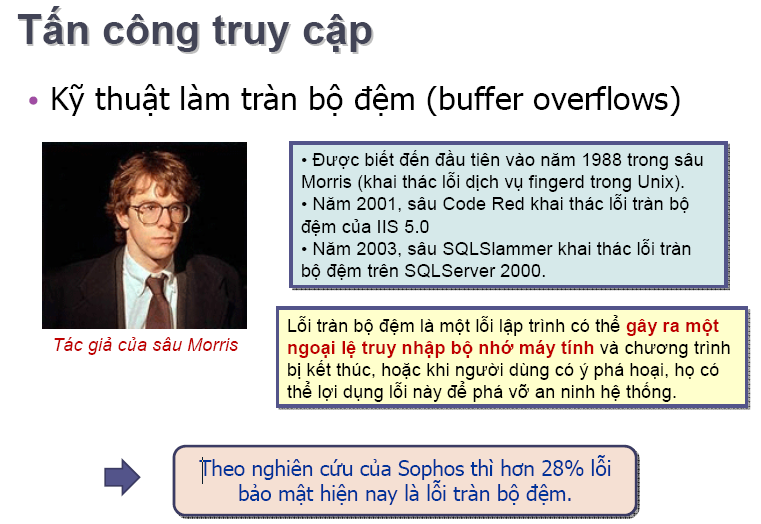 Tấn công truy cập
• Kỹ thuật làm tràn bộ đệm (buffer overflows)
• Được biết đến đầu tiên vào năm 1988 trong sâu
Morris (khai thác lỗi dịch vụ fingerd trong Unix).
• Năm 2001, sâu Code Red khai thác lỗi tràn bộ
đệm của IIS 5.0
• Năm 2003, sâu SQLSlammer khai thác lỗi tràn
bộ đệm trên SQLServer 2000.
Tác giả của sâu Morris
Lỗi tràn bộ đệm là một lỗi lập trình có thể gây ra một
ngoại lệ truy nhập bộ nhớ máy tính và chương trình
bị kết thúc, hoặc khi người dùng có ý phá hoại, họ có
thể lợi dụng lỗi này để phá vỡ an ninh hệ thống.
Theo nghiên cứu của Sophos thì hơn 28% lỗi
bảo mật hiện nay là lỗi tràn bộ đệm.